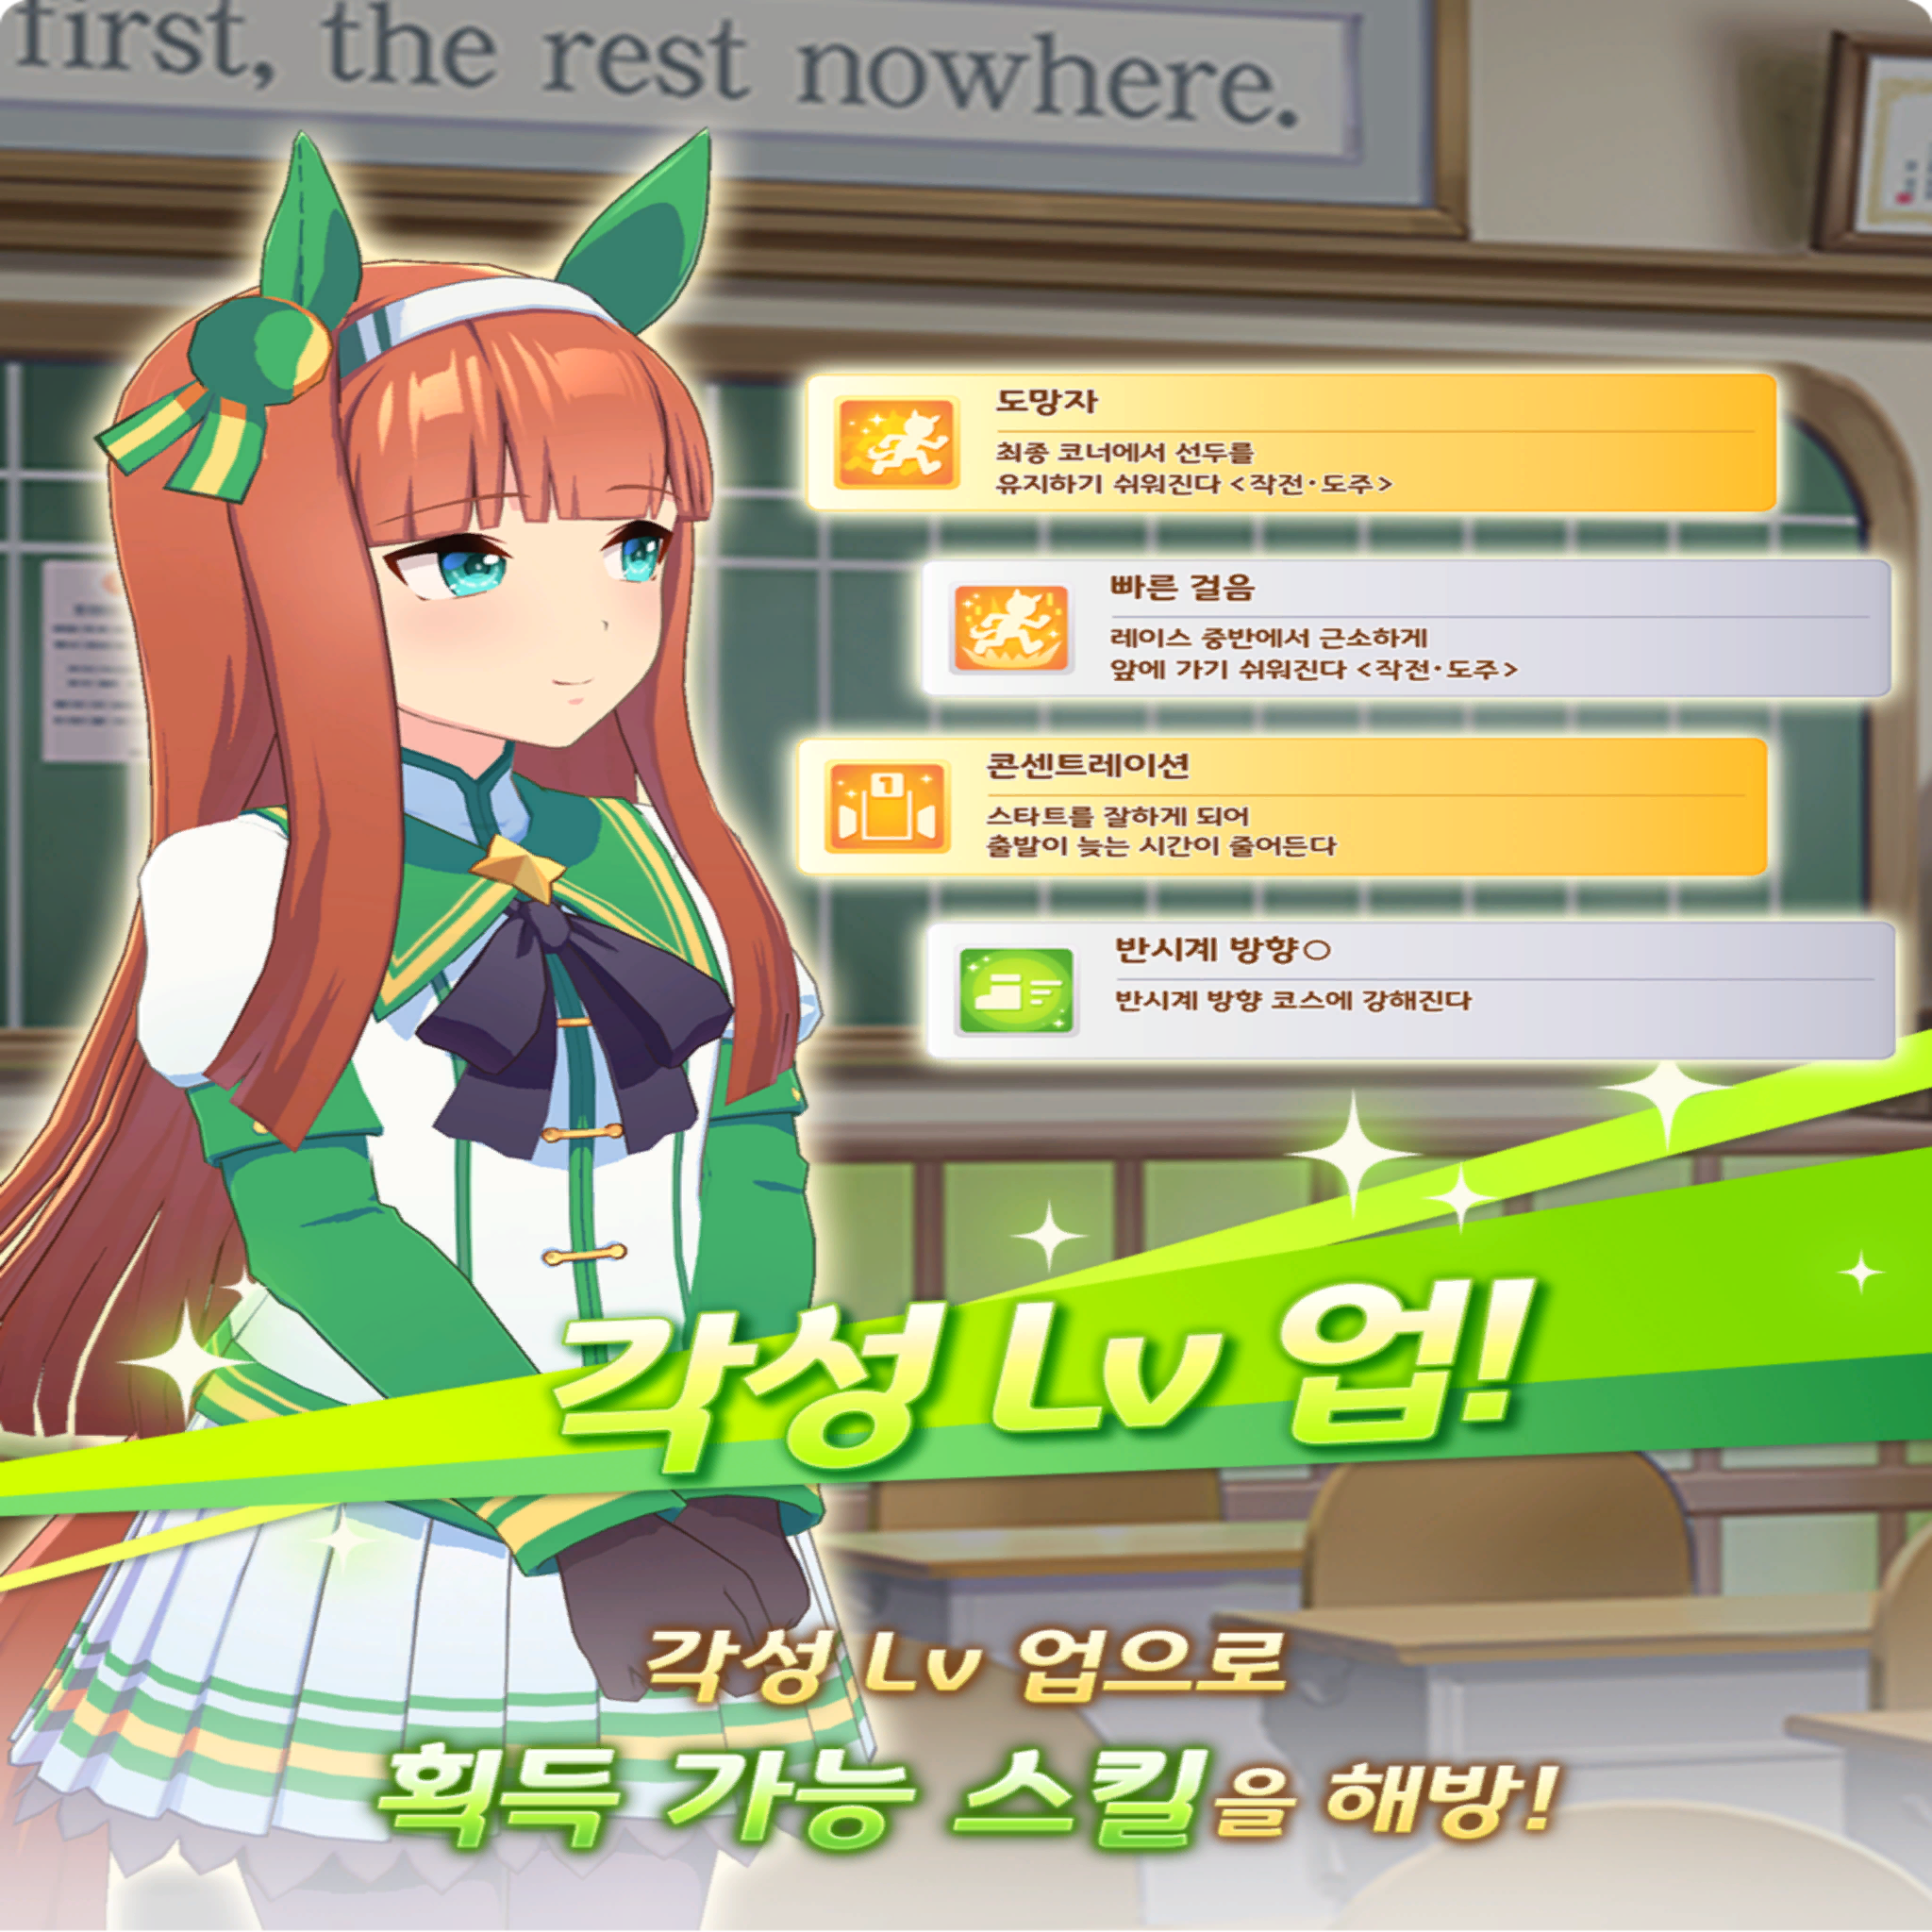 first, the rest nowhere.
도망자
최종 코너에서 선두를
유지하기 쉬워진다 <작전·도주>
빠른 걸음
레이스 중반에서 근소하게
앞에 가기 쉬워진다 <작전·도주>
1
콘센트레이션
스타트를 잘하게 되어
출발이 늦는 시간이 줄어든다
반시계 방향○
반시계 방향 코스에 강해진다
각성 Lv 업!
각성 Lv 업으로
획득 가능 스킬을 해방!